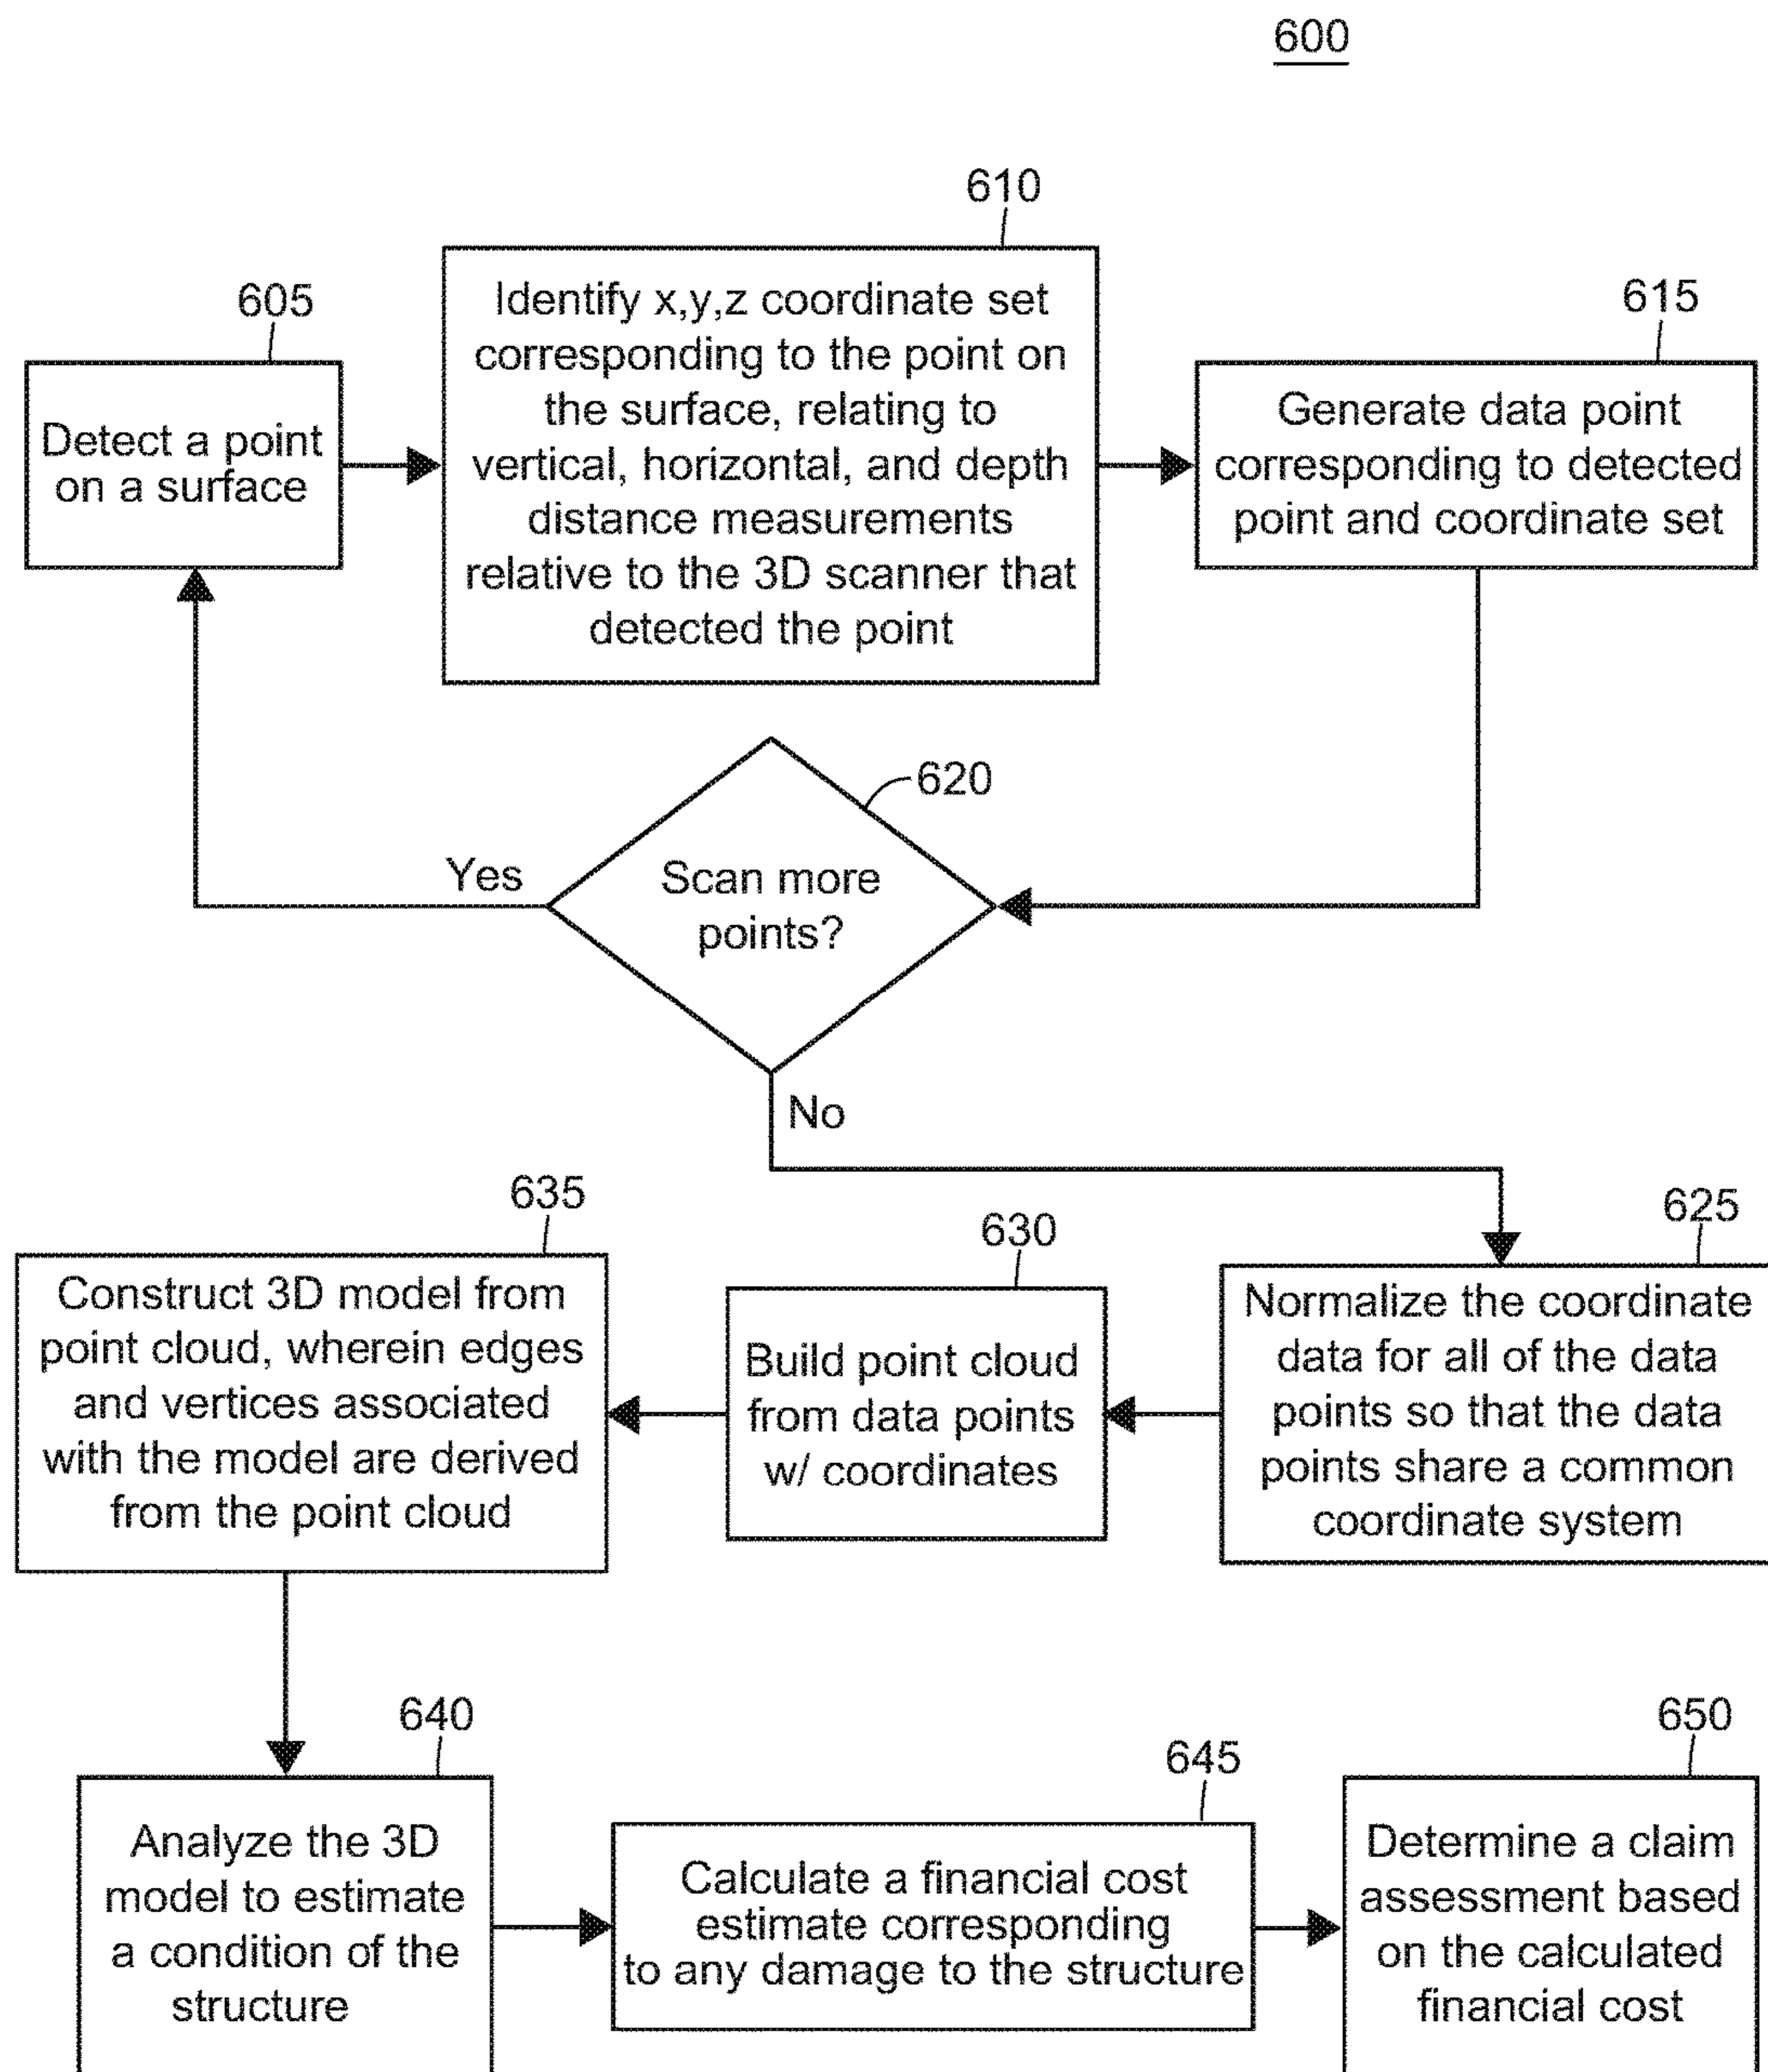 600
605
Detect a point
on a surface
610
Identify x,y,z coordinate set
corresponding to the point on
the surface, relating to
vertical, horizontal, and depth
distance measurements
relative to the 3D scanner that
detected the point
615
Generate data point
corresponding to detected
point and coordinate set
620
Scan more
points?
Yes
No
625
Normalize the coordinate
data for all of the data
points so that the data
points share a common
coordinate system
630
Build point cloud
from data points
w/ coordinates
635
Construct 3D model from
point cloud, wherein edges
and vertices associated
with the model are derived
from the point cloud
640
Analyze the 3D
model to estimate
a condition of the
structure
645
Calculate a financial cost
estimate corresponding
to any damage to the structure
650
Determine a claim
assessment based
on the calculated
financial cost